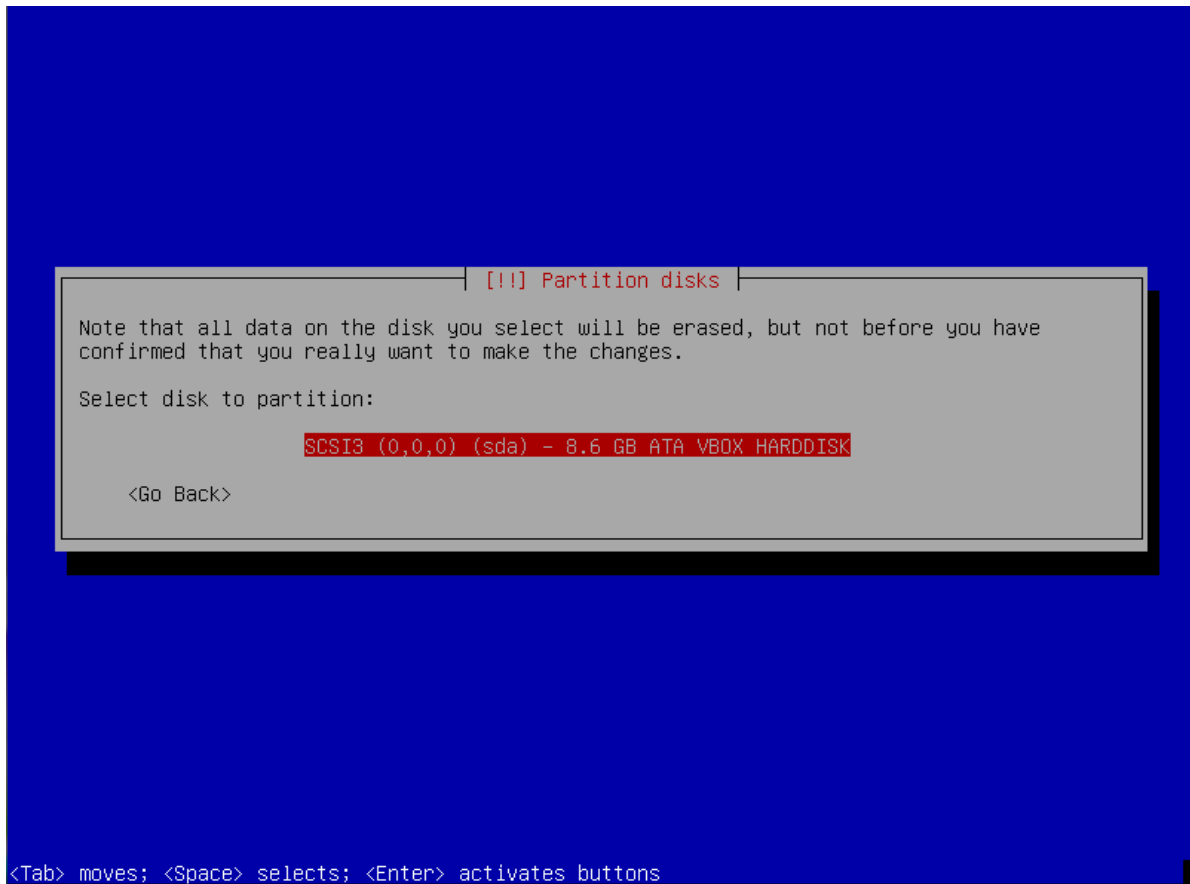 [!!] Partition disks
Note that all data on the disk you select will be erased, but not before you have
confirmed that you really want to make the changes.
Select disk to partition:
SCSI3 (0,0,0) (sda) - 8.6 GB ATA VBOX HARDDISK
<Go Back>
<Tab> moves; <Space> selects; <Enter> activates buttons